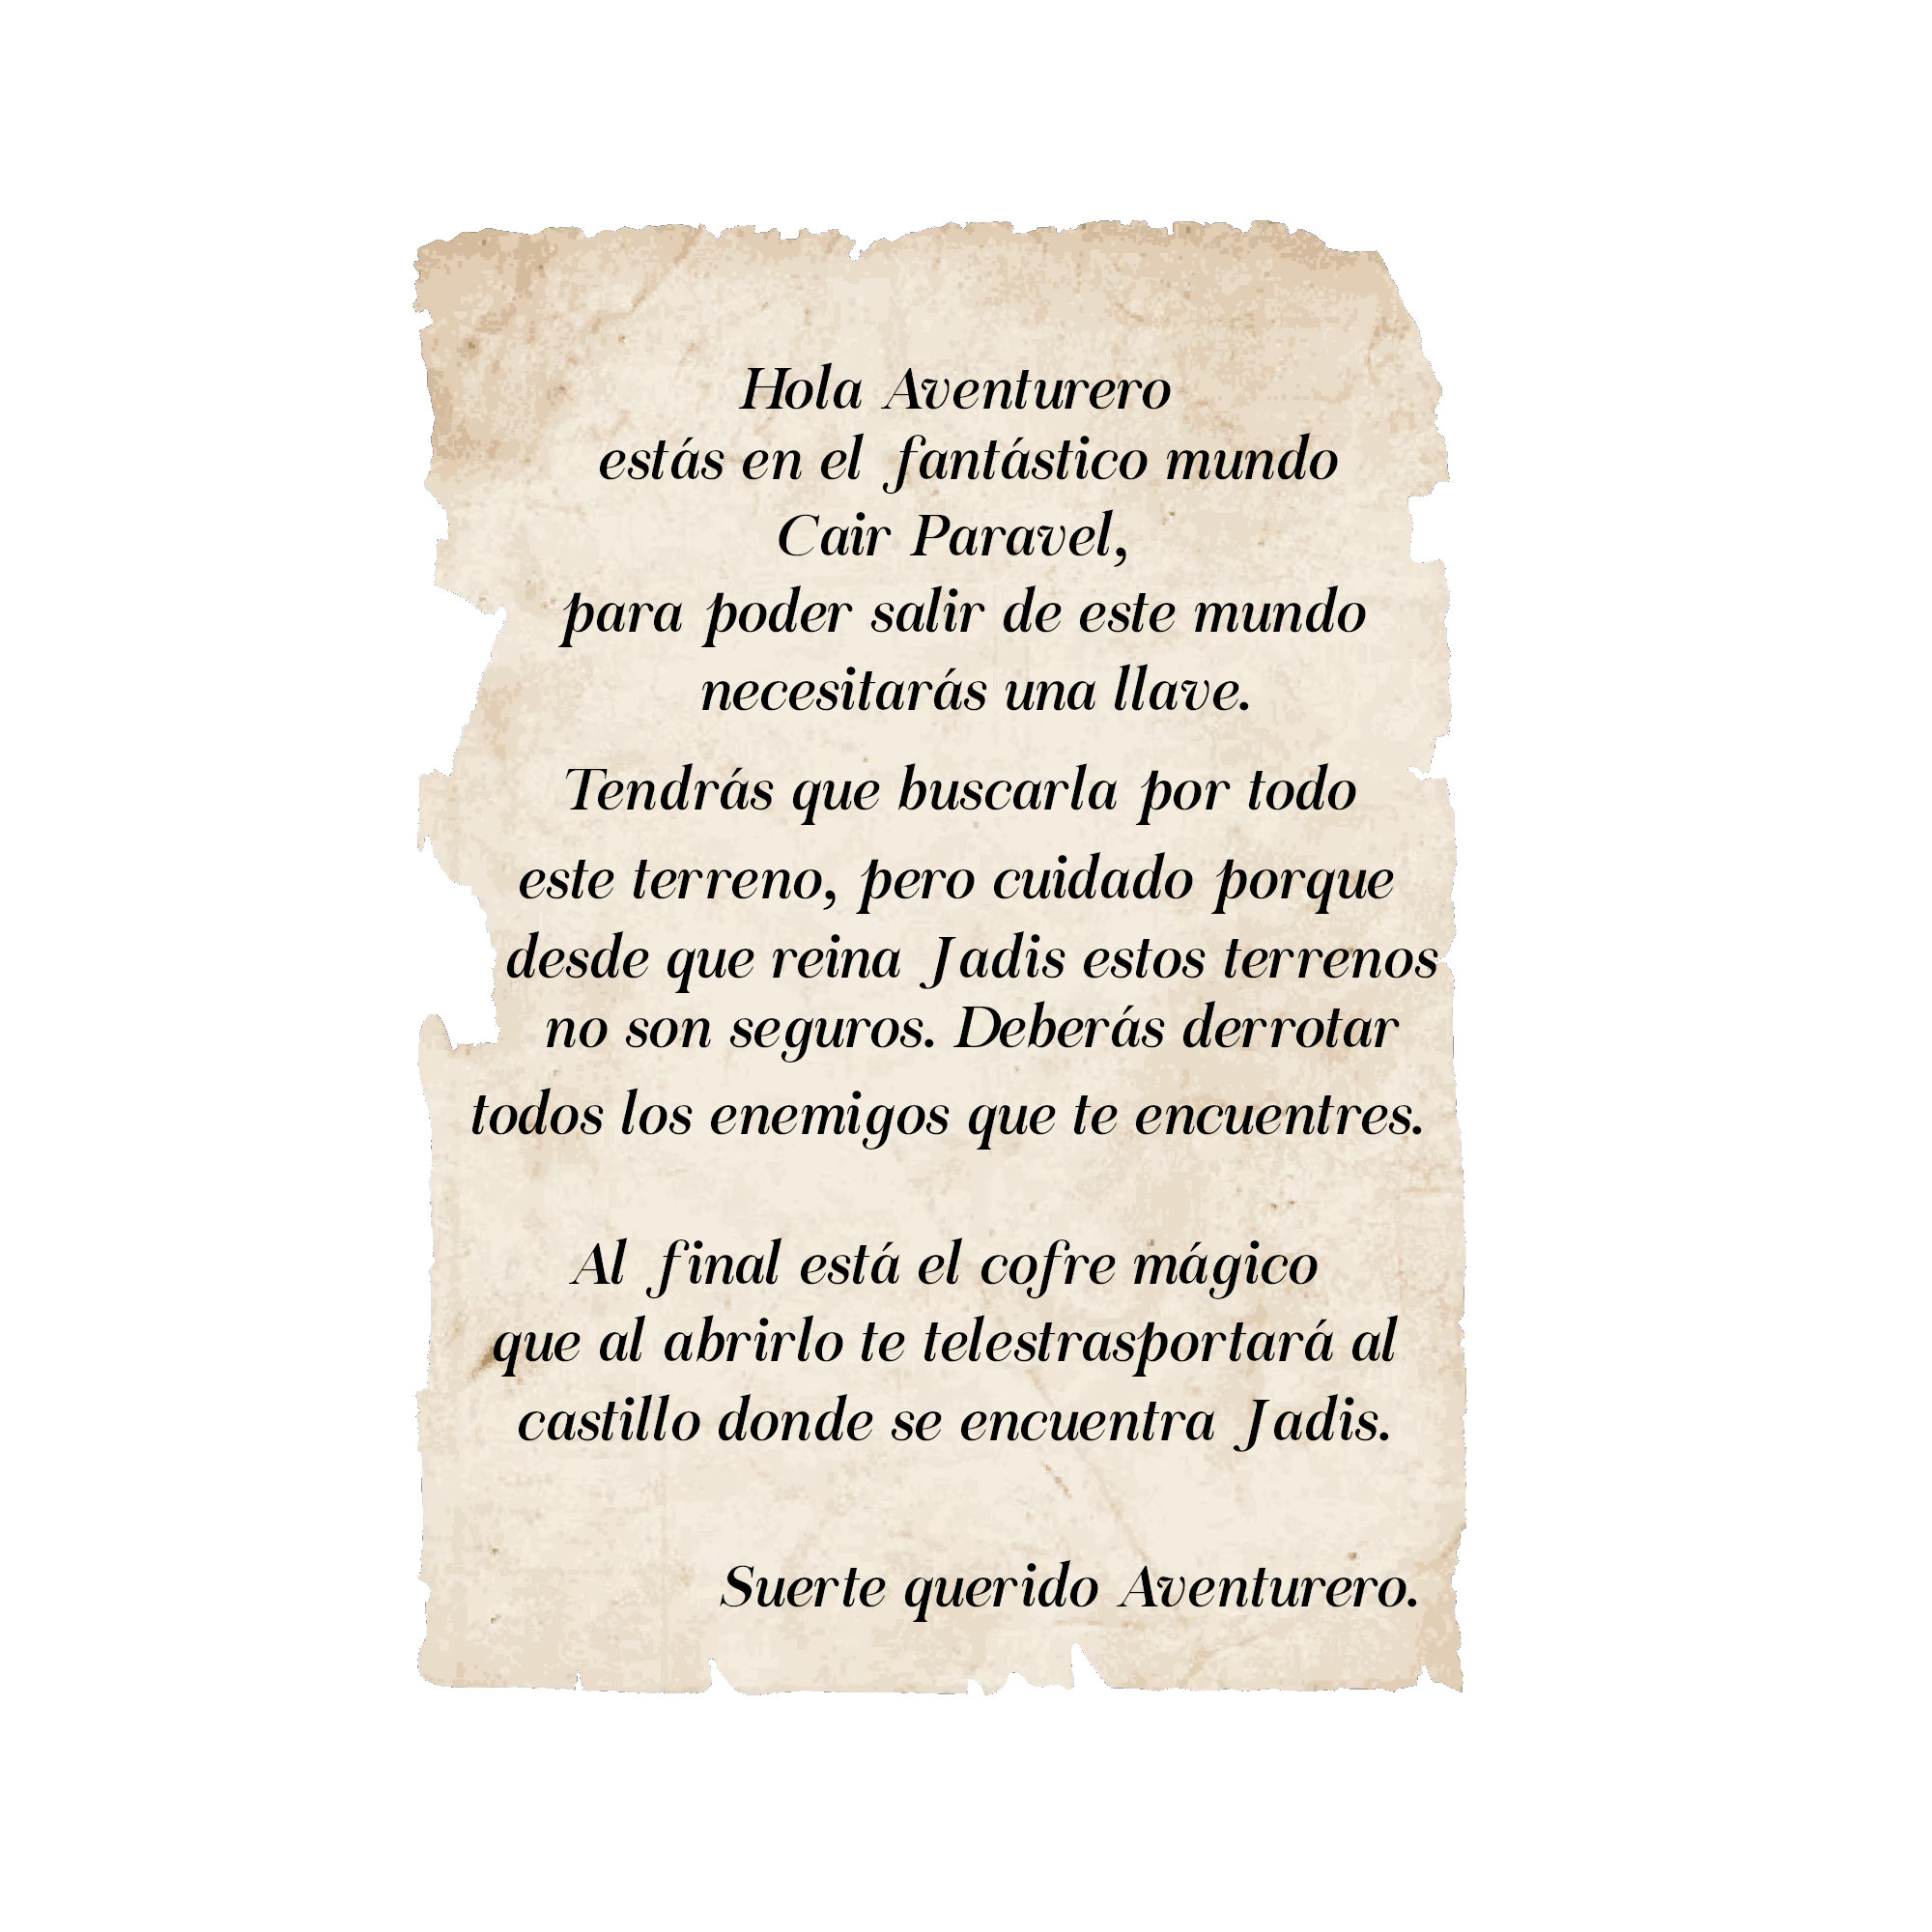 Hola Aventurero
estás en el fantástico mundo
Cair Paravel,
para poder salir de este mundo
necesitarás una llave.
Tendrás que buscarla por todo
este terreno, pero cuidado porque
desde que reina Jadis estos terrenos
no son seguros. Deberás derrotar
todos los enemigos que te encuentres.
Al final está el cofre mágico
que al abrirlo te telestrasportará al
castillo donde se encuentra Jadis.
Suerte querido Aventurero.